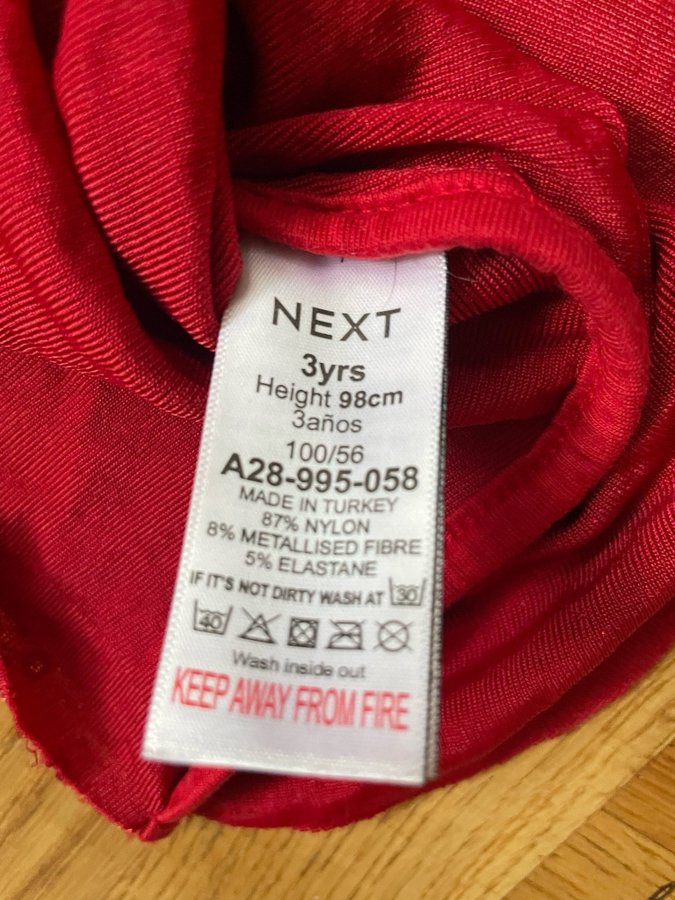 NEXT
3yrs
Height 98cm
3años
100/56
A28-995-058
MADE IN TURKEY
87% NYLON
8% METALLISED FIBRE
5% ELASTANE
IF IT'S NOT DIRTY WASH AT 30
40
Wash inside out
KEEP AWAY FROM FIRE